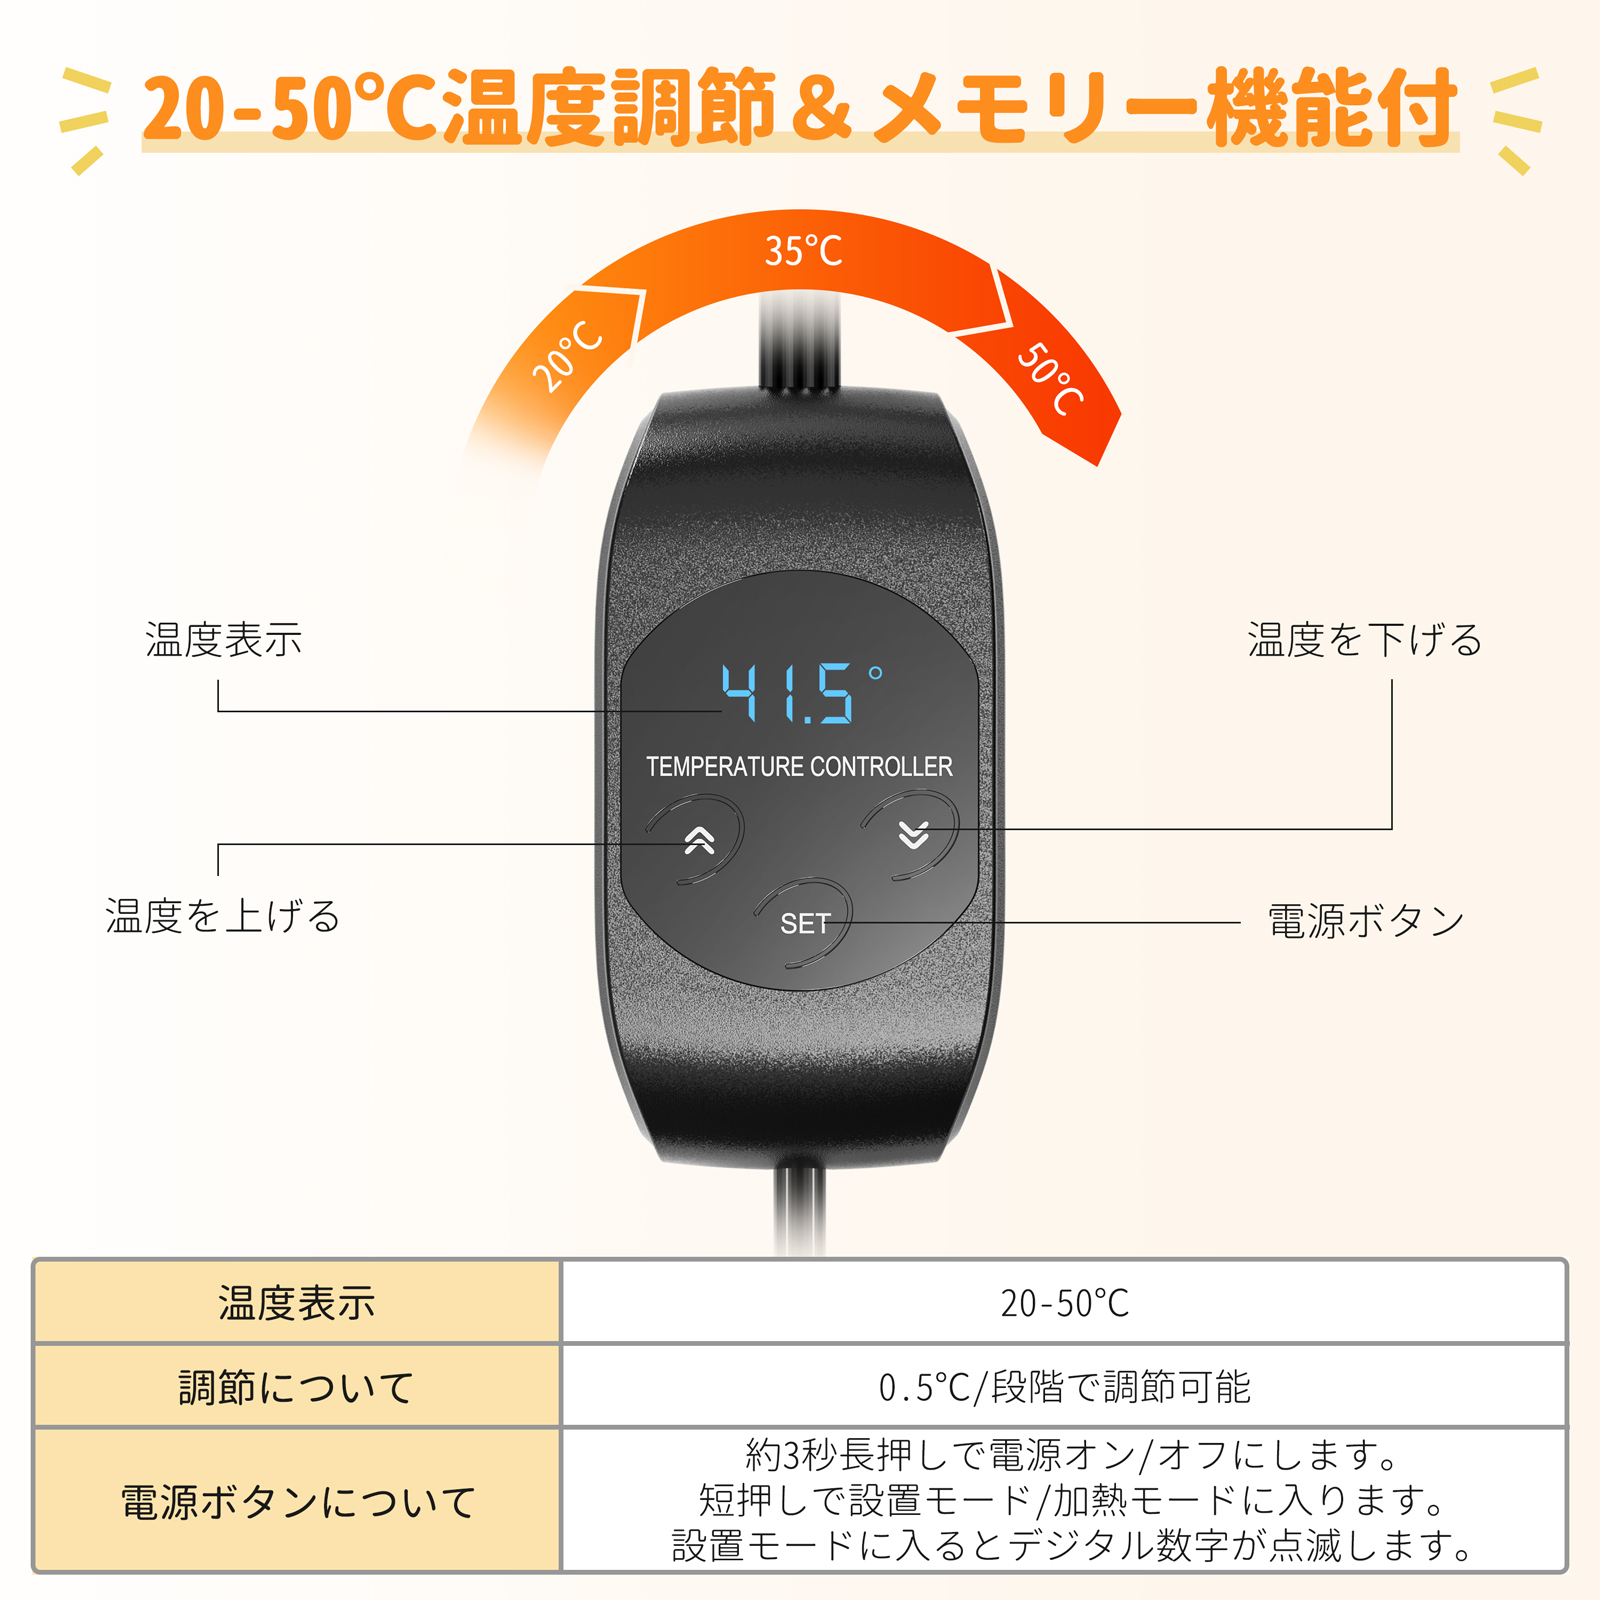 20-50℃温度調節＆メモリー機能付
20℃
35℃
50℃
温度表示
温度を下げる
41.5°
TEMPERATURE CONTROLLER
温度を上げる
SET
電源ボタン
温度表示
20-50℃
調節について
0.5℃/段階で調節可能
電源ボタンについて
約3秒長押しで電源オン/オフにします。
短押しで設置モード/加熱モードに入ります。
設置モードに入るとデジタル数字が点滅します。